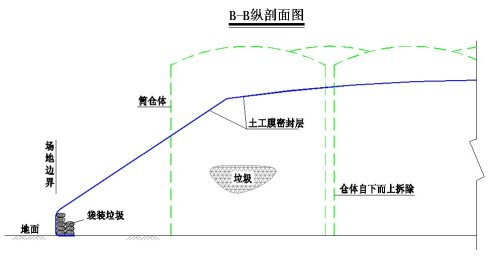 B-B纵剖面图
筒仓体
土工膜密封层
场地边界
垃圾
仓体自下而上拆除
袋装垃圾
地面